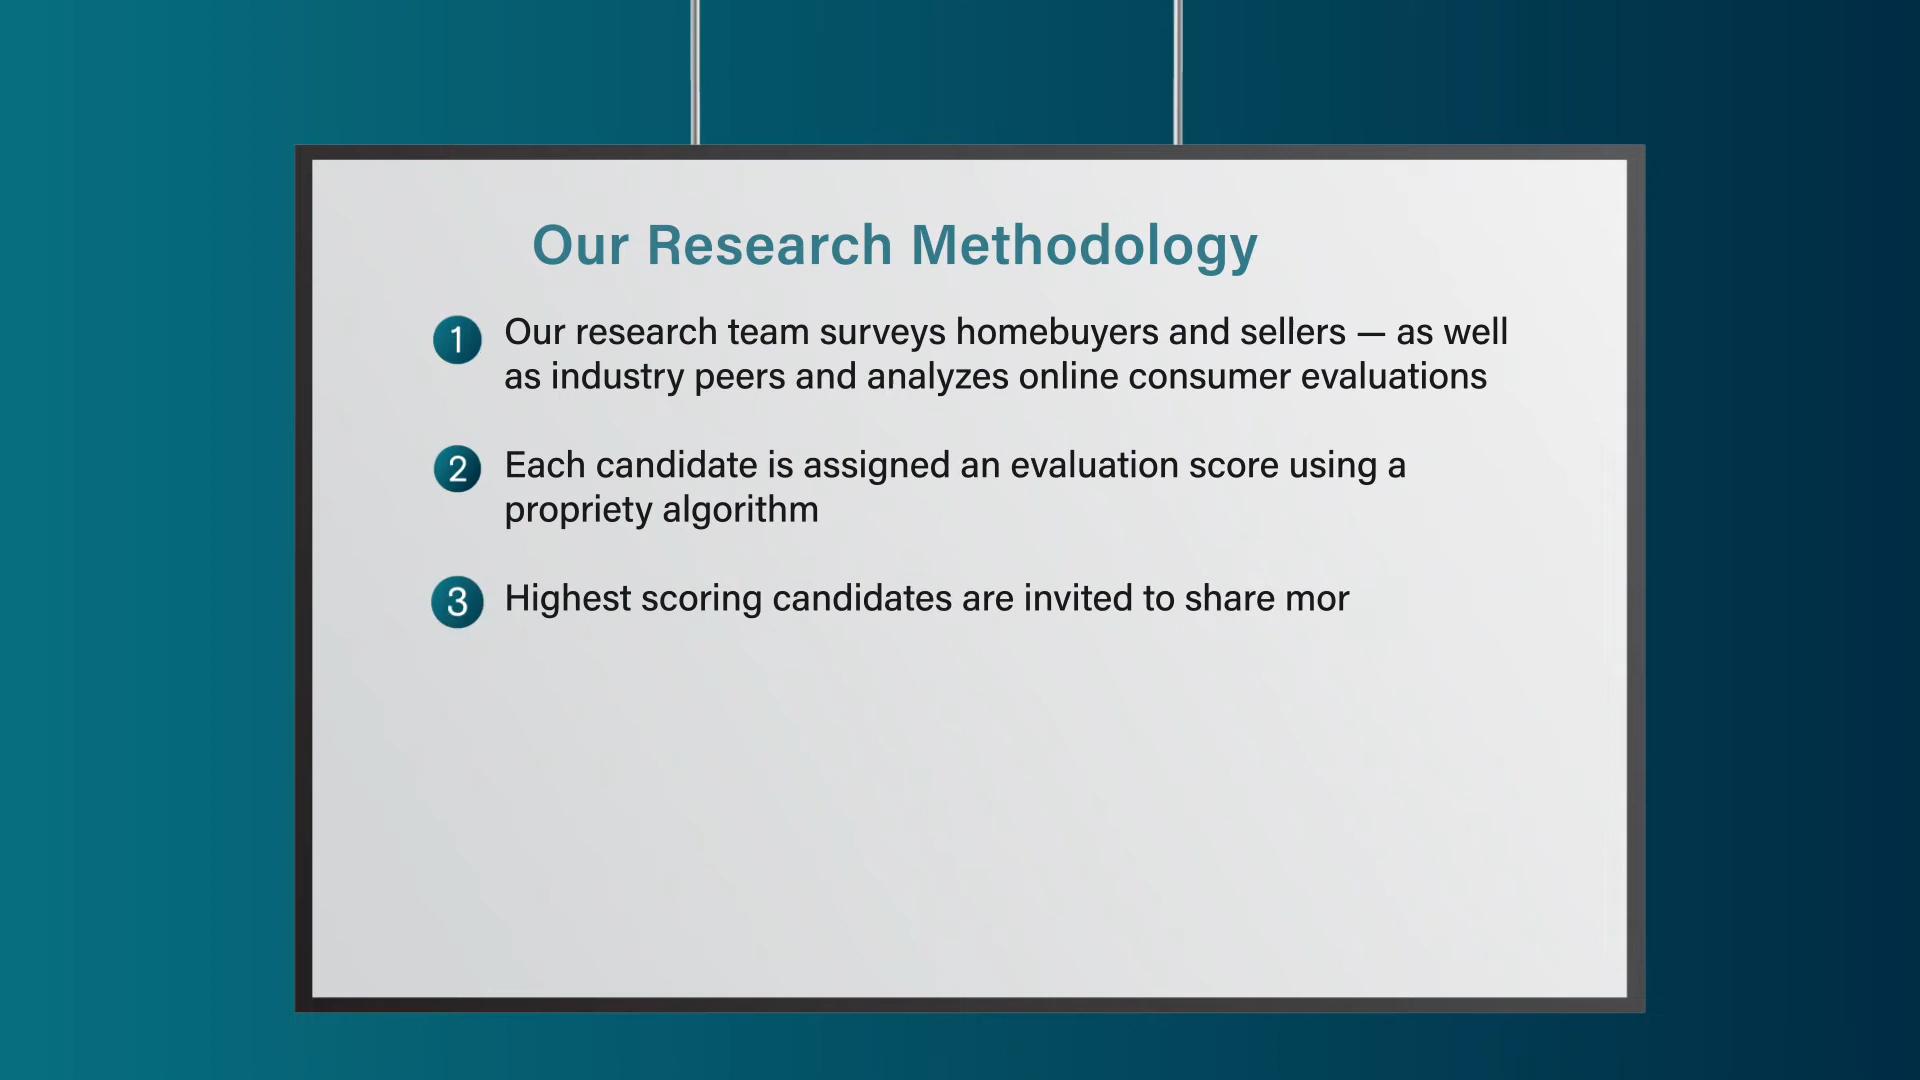 Our Research Methodology
1 Our research team surveys homebuyers and sellers — as well
as industry peers and analyzes online consumer evaluations
2 Each candidate is assigned an evaluation score using a
propriety algorithm
3 Highest scoring candidates are invited to share mor